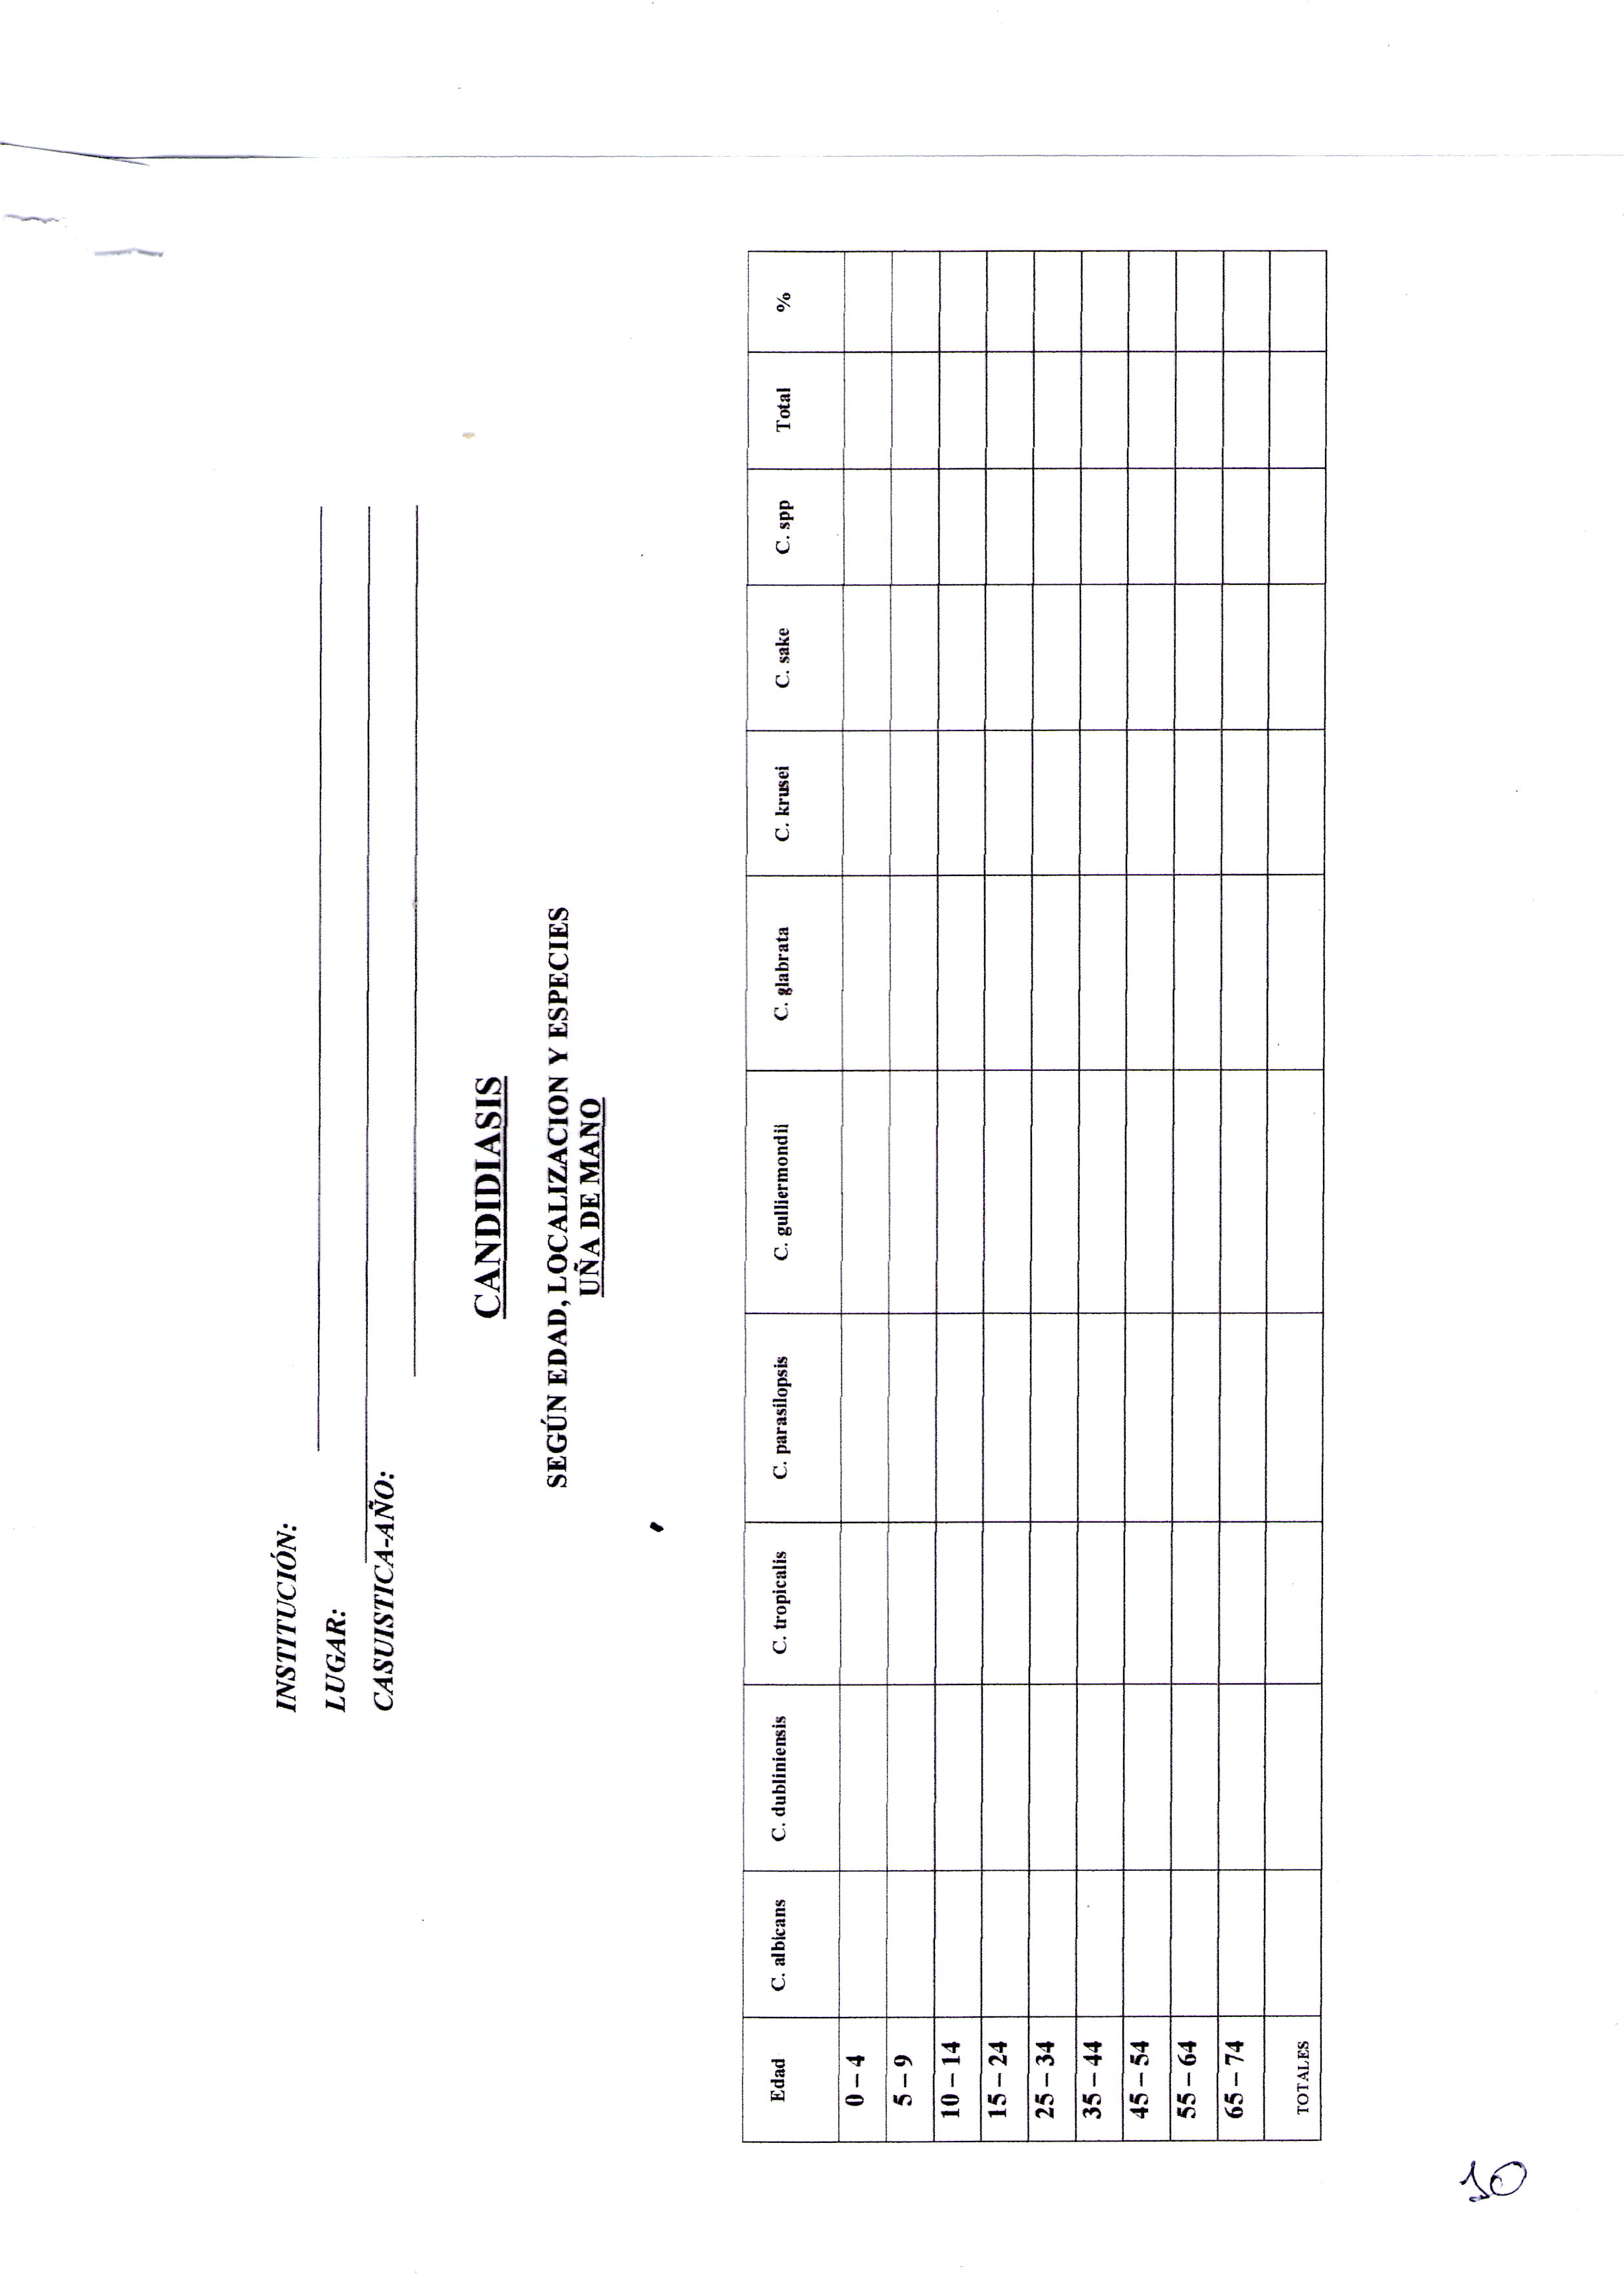 INSTITUCIÓN:
LUGAR:
CASUISTICA-AÑO:
CANDIDIASIS
SEGÚN EDAD, LOCALIZACION Y ESPECIES
UÑA DE MANO
Edad C. albicans C. dubliniensis C. tropicalis C. parasilopsis C. gulliermondii C. glabrata C. krusei C. sake C. spp Total %
0 – 4
5 – 9
10 – 14
15 – 24
25 – 34
35 – 44
45 – 54
55 – 64
65 – 74
TOTALES
10